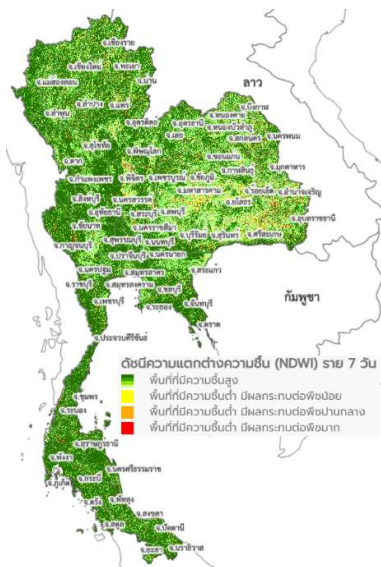 จ.เชียงราย
จ.เชียงใหม่ จ.พะเยา
จ.แม่ฮ่องสอน จ.น่าน
ลาว
จ.ลำปาง จ.แพร่
จ.ลำพูน
จ.บึงกาฬ
จ.หนองคาย
จ.อุตรดิตถ์ จ.อุดรธานี จ.หนองบัวลำภู
จ.เลย จ.สกลนคร จ.นครพนม
จ.สุโขทัย
จ.ตาก จ.พิษณุโลก จ.ขอนแก่น
จ.กาฬสินธุ์ จ.มุกดาหาร
จ.กำแพงเพชร จ.พิจิตร จ.เพชรบูรณ์ จ.ชัยภูมิ
จ.มหาสารคาม จ.ร้อยเอ็ด จ.อำนาจเจริญ
จ.สิงห์บุรี จ.นครสวรรค์ จ.ยโสธร
จ.อุทัยธานี จ.สระบุรี จ.ลพบุรี จ.อุบลราชธานี
จ.ชัยนาท จ.นครราชสีมา
จ.สุพรรณบุรี จ.นนทบุรี จ.บุรีรัมย์ จ.สุรินทร์ จ.ศรีสะเกษ
จ.กาญจนบุรี จ.ปราจีนบุรี จ.นครนายก
จ.นครปฐม จ.สมุทรสาคร จ.สระแก้ว
จ.ราชบุรี จ.สมุทรสงคราม จ.ชลบุรี
กัมพูชา
จ.เพชรบุรี จ.ระยอง จ.จันทบุรี
จ.ตราด
จ.ประจวบคีรีขันธ์
ดัชนีความแตกต่างความชื้น (NDWI) ราย 7 วัน
พื้นที่ที่มีความชื้นสูง
พื้นที่ที่มีความชื้นต่ำ มีผลกระทบต่อพืชน้อย
พื้นที่ที่มีความชื้นต่ำ มีผลกระทบต่อพืชปานกลาง
พื้นที่ที่มีความชื้นต่ำ มีผลกระทบต่อพืชมาก
จ.ชุมพร
จ.ระนอง
จ.สุราษฎร์ธานี
จ.พังงา
จ.นครศรีธรรมราช
จ.ภูเก็ต จ.กระบี่
จ.ตรัง จ.พัทลุง
จ.สงขลา
จ.สตูล จ.ปัตตานี
จ.ยะลา จ.นราธิวาส